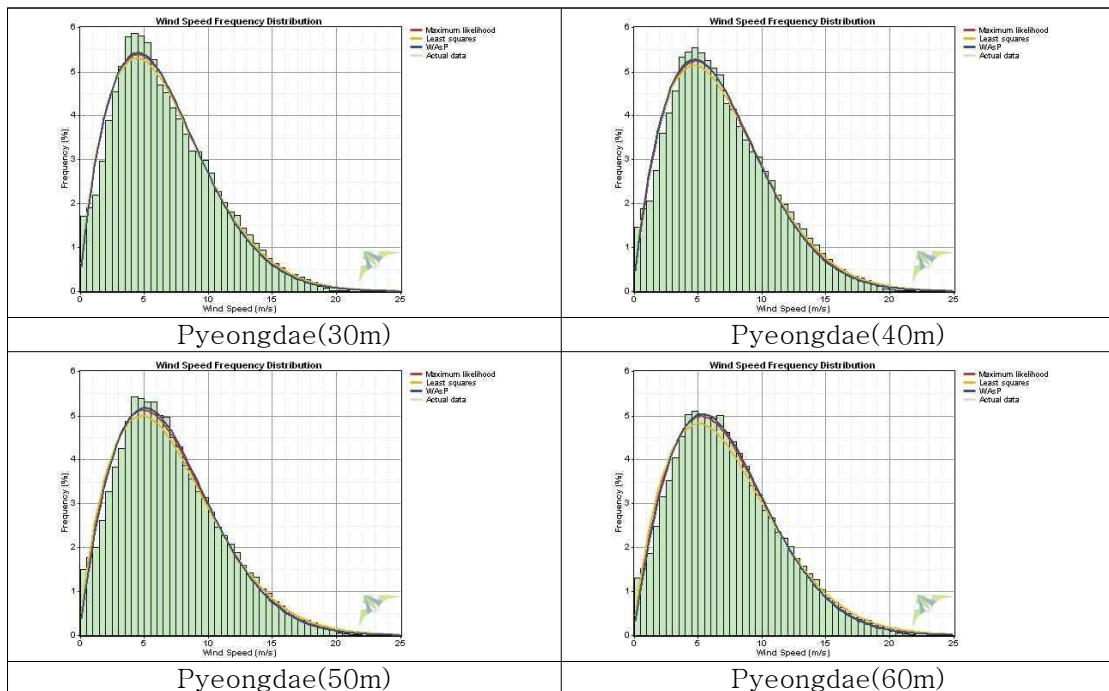 Wind Speed Frequency Distribution
Maximum likelihood
Least squares
WAsP
Actual data
Frequency [%]
6
5
4
3
2
1
0
0 5 10 15 20 25
Wind Speed [m/s]
Pyeongdae(30m)
Wind Speed Frequency Distribution
Maximum likelihood
Least squares
WAsP
Actual data
Frequency [%]
6
5
4
3
2
1
0
0 5 10 15 20 25
Wind Speed [m/s]
Pyeongdae(40m)
Wind Speed Frequency Distribution
Maximum likelihood
Least squares
WAsP
Actual data
Frequency [%]
6
5
4
3
2
1
0
0 5 10 15 20 25
Wind Speed [m/s]
Pyeongdae(50m)
Wind Speed Frequency Distribution
Maximum likelihood
Least squares
WAsP
Actual data
Frequency [%]
6
5
4
3
2
1
0
0 5 10 15 20 25
Wind Speed [m/s]
Pyeongdae(60m)